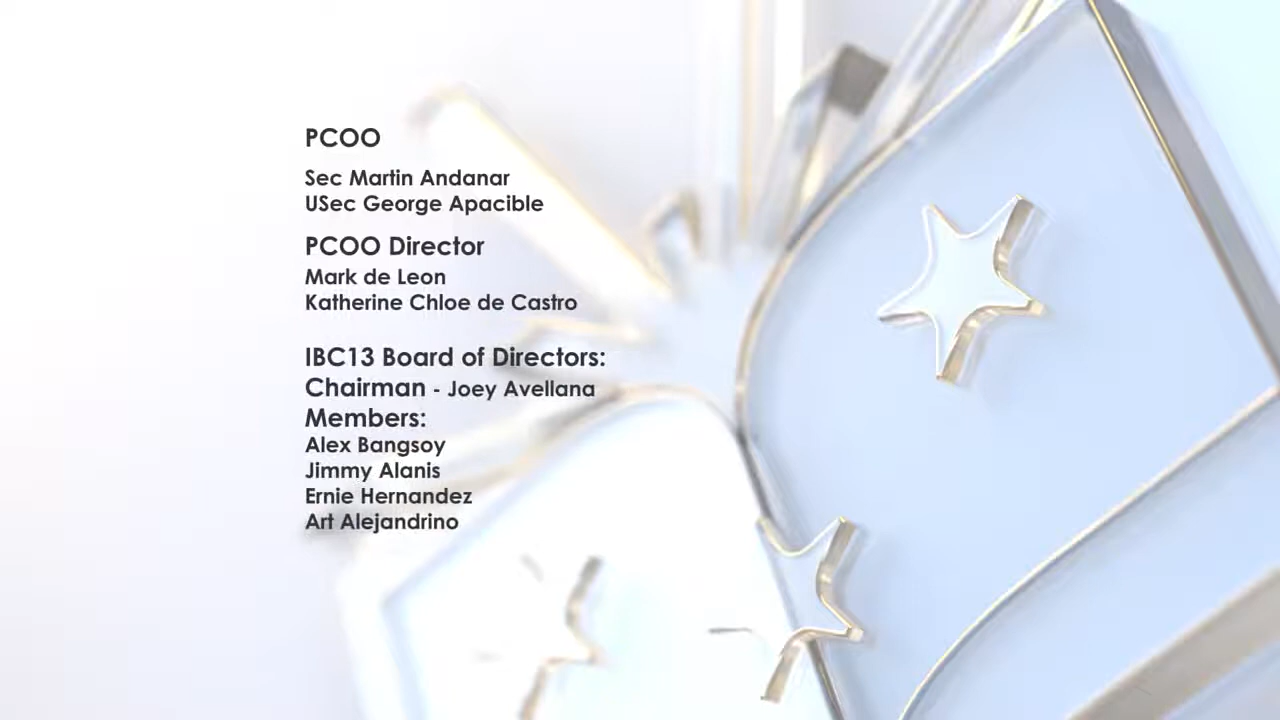 PCOO
Sec Martin Andanar
USec George Apacible
PCOO Director
Mark de Leon
Katherine Chloe de Castro
IBC13 Board of Directors:
Chairman - Joey Avellana
Members:
Alex Bangsoy
Jimmy Alanis
Ernie Hernandez
Art Alejandrino